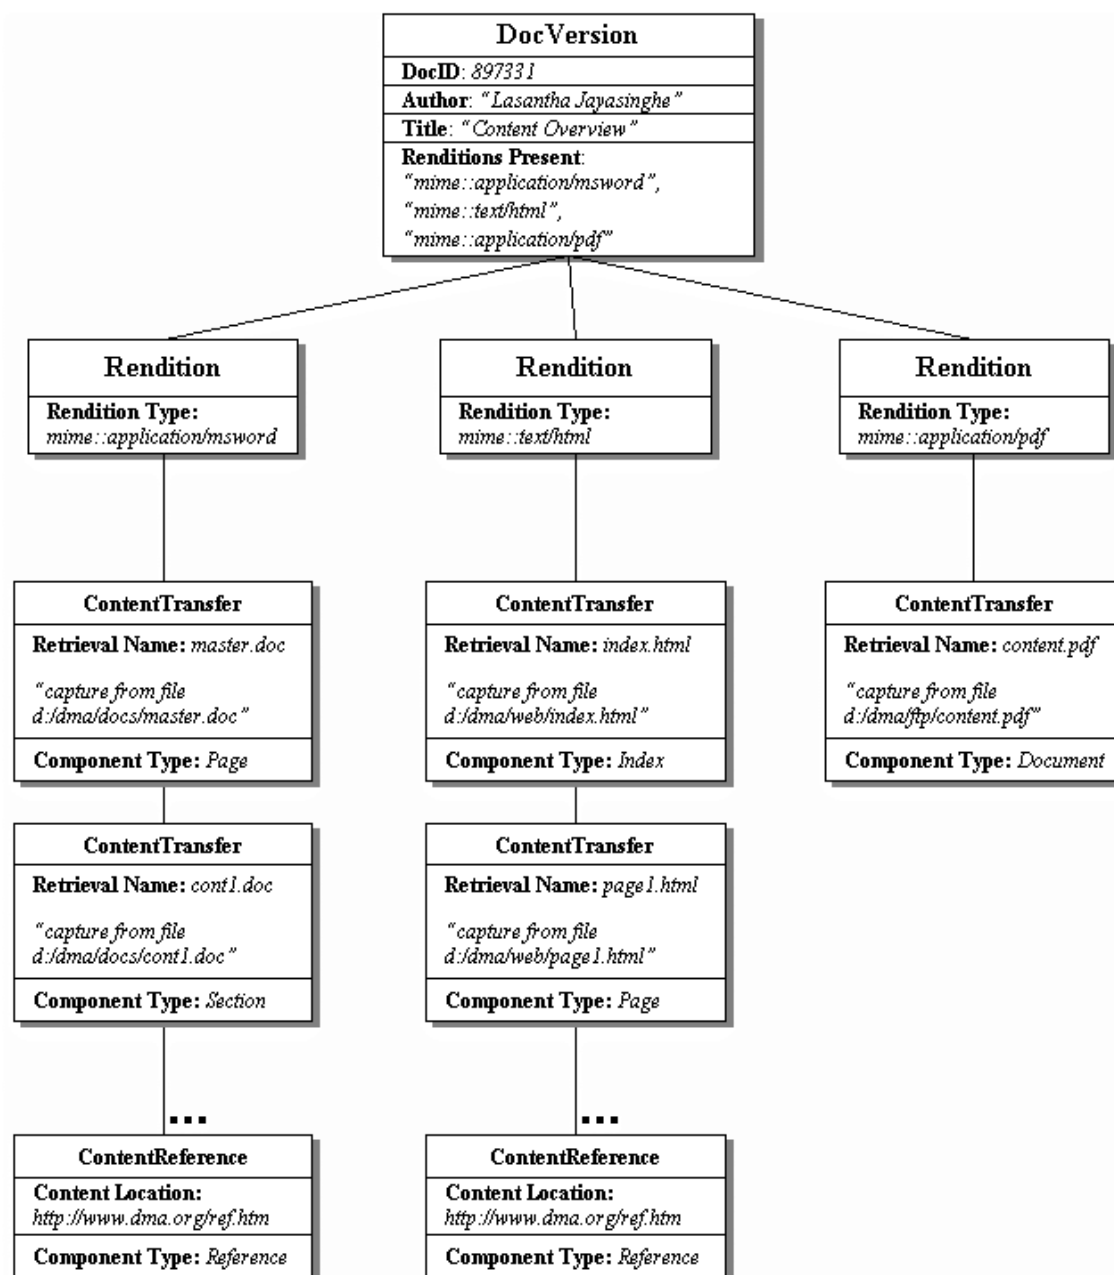 DocVersion
DocID: 897331
Author: “Lasantha Jayasinghe”
Title: “Content Overview”
Renditions Present:
“mime::application/msword”,
“mime::text/html”,
“mime::application/pdf”
Rendition
Rendition Type:
mime::application/msword
Rendition
Rendition Type:
mime::text/html
Rendition
Rendition Type:
mime::application/pdf
ContentTransfer
Retrieval Name: master.doc
“capture from file
d:/dma/docs/master.doc”
Component Type: Page
ContentTransfer
Retrieval Name: index.html
“capture from file
d:/dma/web/index.html”
Component Type: Index
ContentTransfer
Retrieval Name: content.pdf
“capture from file
d:/dma/ftp/content.pdf”
Component Type: Document
ContentTransfer
Retrieval Name: cont1.doc
“capture from file
d:/dma/docs/cont1.doc”
Component Type: Section
ContentTransfer
Retrieval Name: page1.html
“capture from file
d:/dma/web/page1.html”
Component Type: Page
...
...
ContentReference
Content Location:
http://www.dma.org/ref.htm
Component Type: Reference
ContentReference
Content Location:
http://www.dma.org/ref.htm
Component Type: Reference